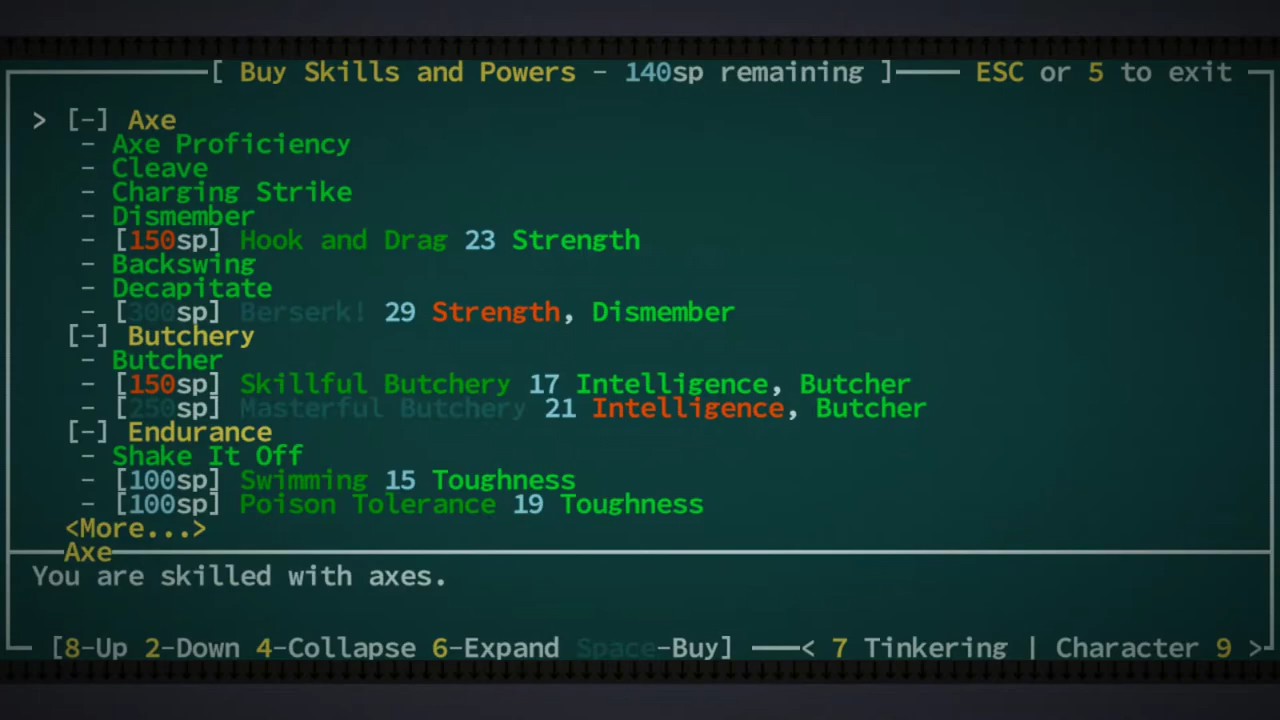 [ Buy Skills and Powers - 140sp remaining ] ESC or 5 to exit
> [-] Axe
- Axe Proficiency
- Cleave
- Charging Strike
- Dismember
- [150sp] Hook and Drag 23 Strength
- Backswing
- Decapitate
- [300sp] Berserk! 29 Strength, Dismember
[-] Butchery
- Butcher
- [150sp] Skillful Butchery 17 Intelligence, Butcher
- [250sp] Masterful Butchery 21 Intelligence, Butcher
[-] Endurance
- Shake It Off
- [100sp] Swimming 15 Toughness
- [100sp] Poison Tolerance 19 Toughness
<More...>
Axe
You are skilled with axes.
[8-Up 2-Down 4-Collapse 6-Expand Space-Buy] < 7 Tinkering | Character 9 >